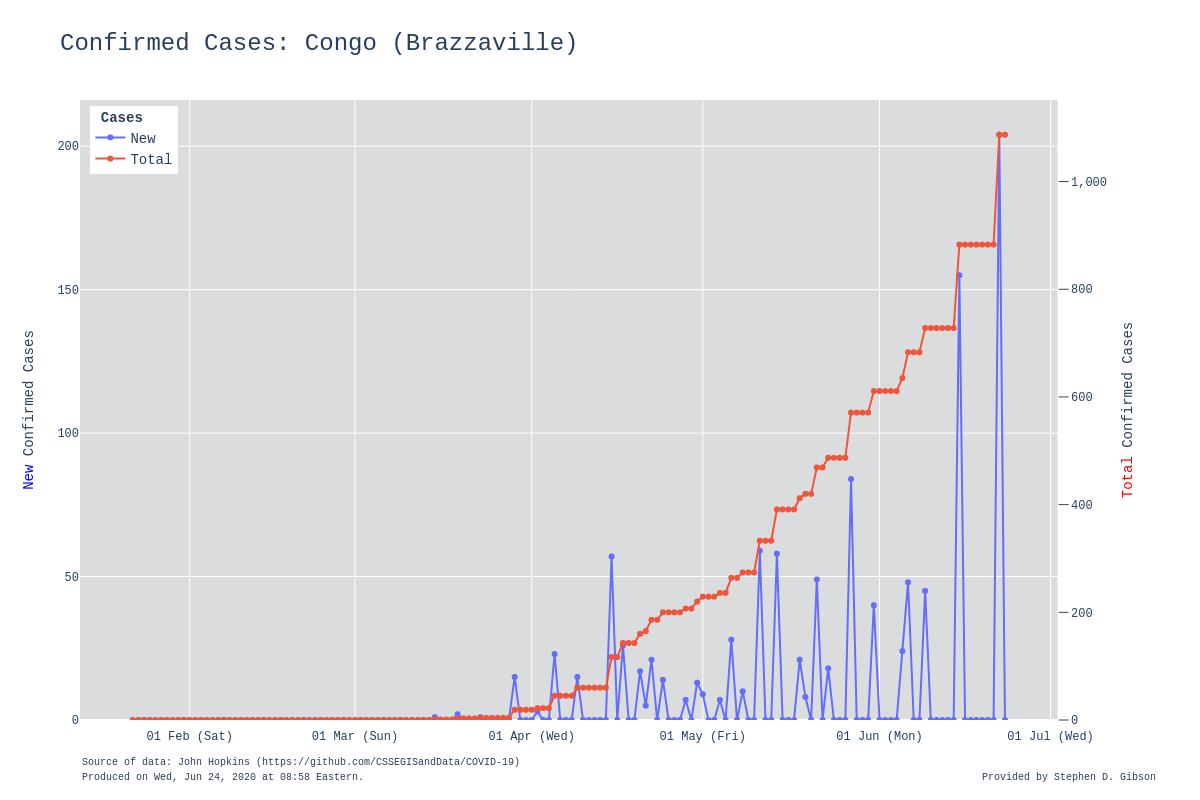 Confirmed Cases: Congo (Brazzaville)
Cases
New
Total
200
150
100
50
0
1,000
800
600
400
200
0
New Confirmed Cases
Total Confirmed Cases
01 Feb (Sat)
01 Mar (Sun)
01 Apr (Wed)
01 May (Fri)
01 Jun (Mon)
01 Jul (Wed)
Source of data: John Hopkins (https://github.com/CSSEGISandData/COVID-19)
Produced on Wed, Jun 24, 2020 at 08:58 Eastern.
Provided by Stephen D. Gibson